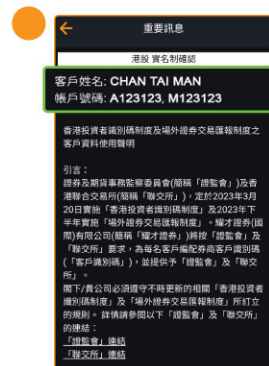 重要訊息
港股 實名制確認
客戶姓名: CHAN TAI MAN
帳戶號碼: A123123, M123123
香港投資者識別碼制度及場外證券交易匯報制度之
客戶資料使用聲明
引言：
證券及期貨事務監察委員會(簡稱「證監會」)及香
港聯合交易所(簡稱「聯交所」)，定於2023年3月
20日實施「香港投資者識別碼制度」及2023年下
半年實施「場外證券交易匯報制度」。耀才證券(國
際)有限公司(簡稱「耀才證券」)將按「證監會」及
「聯交所」要求，為每名客戶編配券商客戶識別碼
(「客戶識別碼」)，並提供予「證監會」及「聯交
所」。
閣下/貴公司必須遵守不時更新的相關「香港投資者
識別碼制度」及「場外證券交易匯報制度」所訂立
的規則。 詳情請參閱以下「證監會」及「聯交所」
的連結：
「證監會」連結
「聯交所」連結